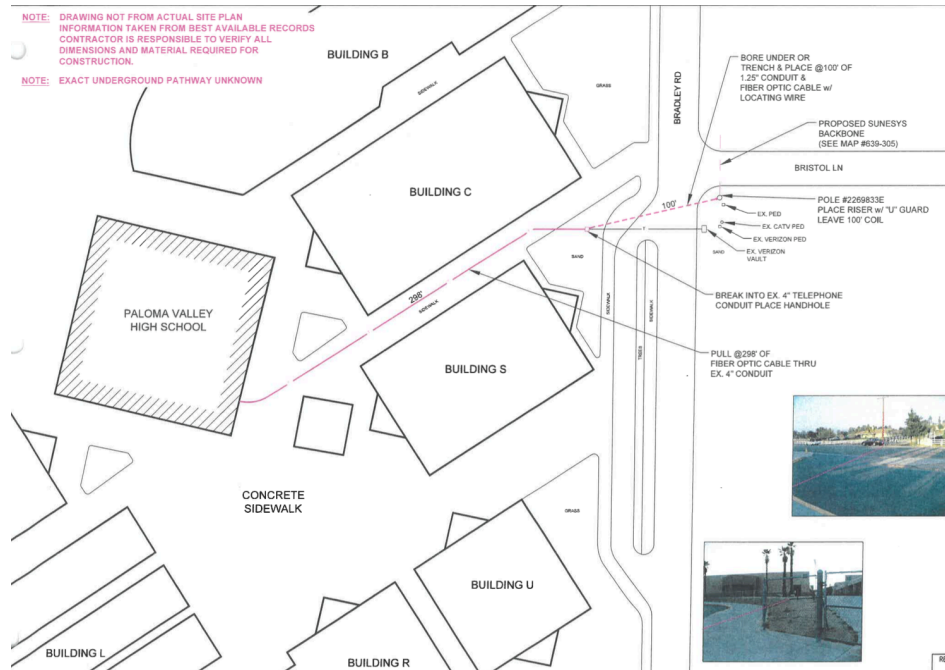 NOTE: DRAWING NOT FROM ACTUAL SITE PLAN
INFORMATION TAKEN FROM BEST AVAILABLE RECORDS
CONTRACTOR IS RESPONSIBLE TO VERIFY ALL
DIMENSIONS AND MATERIAL REQUIRED FOR
CONSTRUCTION.
NOTE: EXACT UNDERGROUND PATHWAY UNKNOWN
BUILDING B
SIDEWALK
GRASS
BRADLEY RD
BORE UNDER OR
TRENCH & PLACE @100' OF
1.25" CONDUIT &
FIBER OPTIC CABLE w/
LOCATING WIRE
PROPOSED SUNESYS
BACKBONE
(SEE MAP #639-305)
BRISTOL LN
BUILDING C
100'
POLE #2269833E
PLACE RISER w/ "U" GUARD
LEAVE 100' COIL
EX. PED
EX. CATV PED
EX. VERIZON PED
EX. VERIZON
VAULT
SAND
T
SAND
298'
SIDEWALK
SIDEWALK
SIDEWALK
TREES
PALOMA VALLEY
HIGH SCHOOL
BREAK INTO EX. 4" TELEPHONE
CONDUIT PLACE HANDHOLE
PULL @298' OF
FIBER OPTIC CABLE THRU
EX. 4" CONDUIT
BUILDING S
CONCRETE
SIDEWALK
GRASS
BUILDING U
BUILDING L
BUILDING R